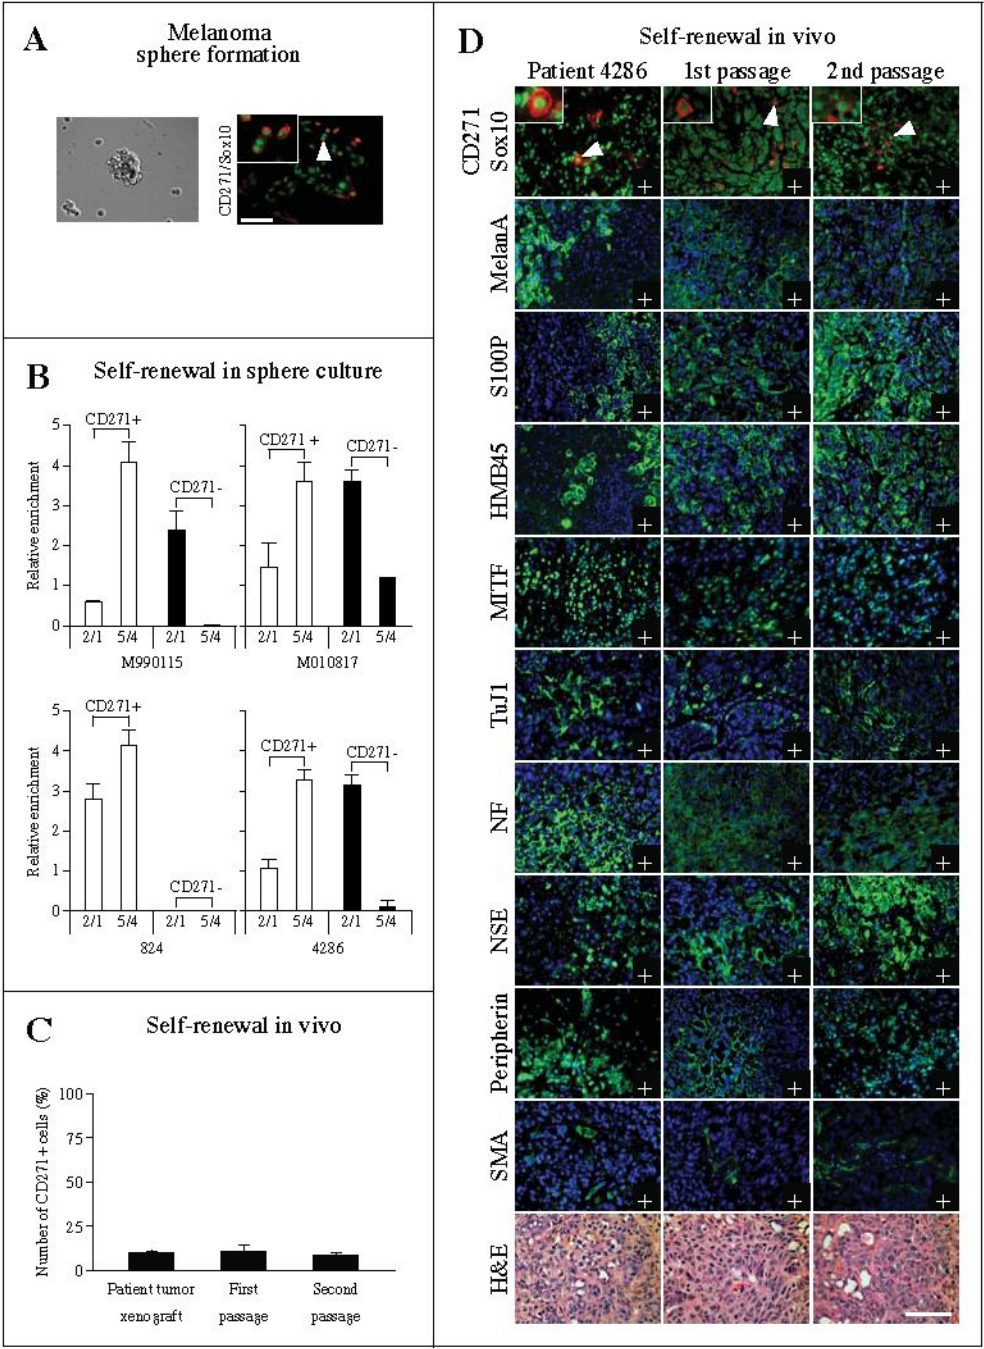 A
Melanoma
sphere formation
CD271/Sox10
B
Self-renewal in sphere culture
Relative enrichment
5
4
3
2
1
0
CD271+
CD271-
2/1 5/4 2/1 5/4
M990115
CD271 +
CD271-
2/1 5/4 2/1 5/4
M010817
Relative enrichment
5
4
3
2
1
0
CD271+
CD271-
2/1 5/4 2/1 5/4
824
CD271+
CD271-
2/1 5/4 2/1 5/4
4286
C
Self-renewal in vivo
Number of CD271+ cells (%)
100
75
50
25
0
Patient tumor
xenograft
First
passage
Second
passage
D
Self-renewal in vivo
Patient 4286 1st passage 2nd passage
CD271
Sox10
+ + +
MelanA
+ + +
S100P
+ + +
HMB45
+ + +
MITF
+ + +
TuJ1
+ + +
NF
+ + +
NSE
+ + +
Peripherin
+ + +
SMA
+ + +
H&E